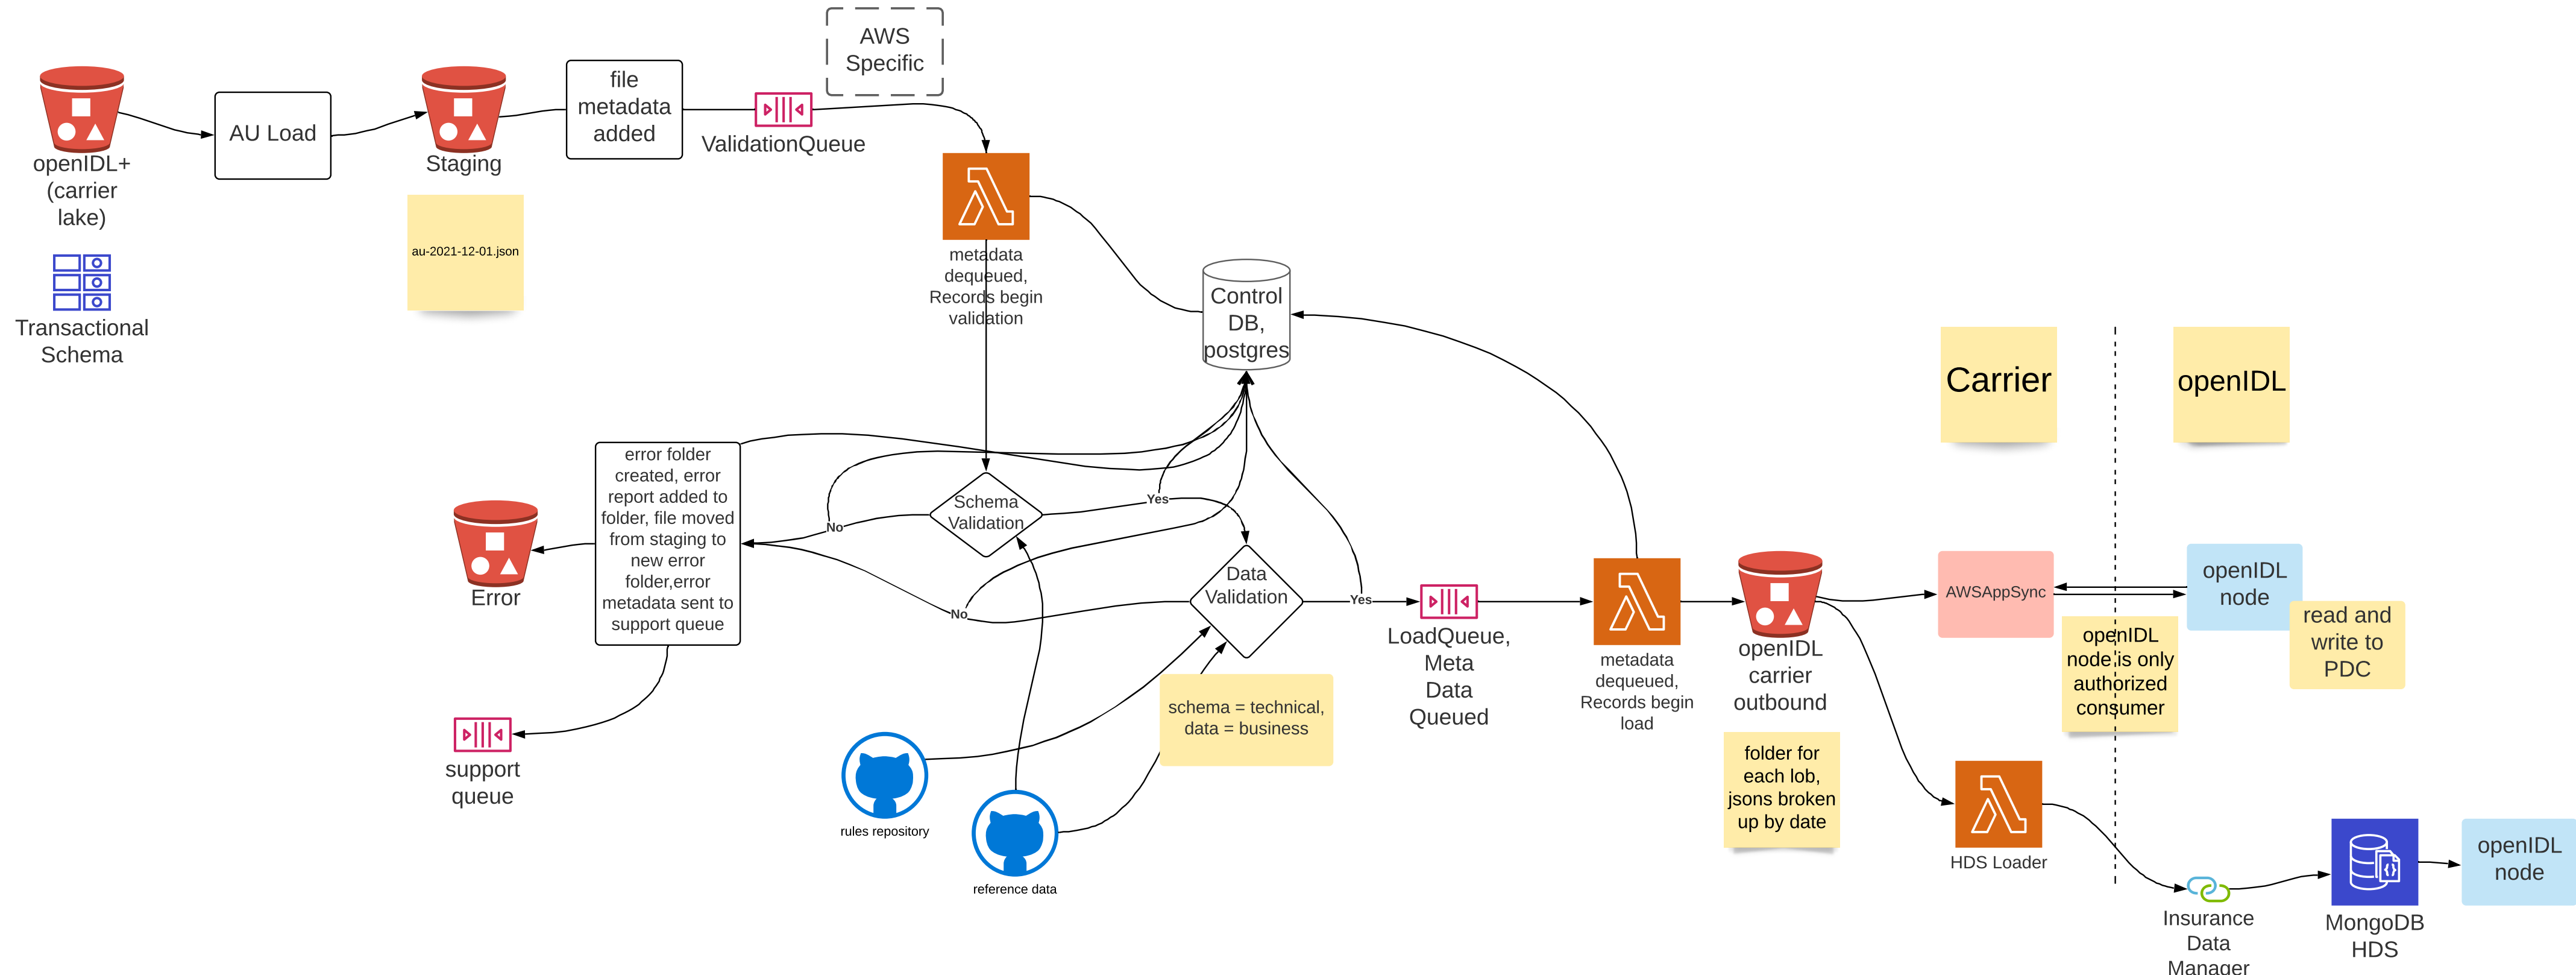 AWS
Specific
file
metadata
added
AU Load
ValidationQueue
openIDL+
(carrier
lake)
Staging
au-2021-12-01.json
Transactional
Schema
metadata
dequeued,
Records begin
validation
Control
DB,
postgres
Carrier
openIDL
error folder
created, error
report added to
folder, file moved
from staging to
new error
folder,error
metadata sent to
support queue
Error
support
queue
No
Schema
Validation
Yes
No
Data
Validation
Yes
schema = technical,
data = business
rules repository
reference data
LoadQueue,
Meta
Data
Queued
metadata
dequeued,
Records begin
load
openIDL
carrier
outbound
folder for
each lob,
jsons broken
up by date
AWSAppSync
openIDL
node
read and
write to
PDC
openIDL
node is only
authorized
consumer
HDS Loader
Insurance
Data
Manager
MongoDB
HDS
openIDL
node